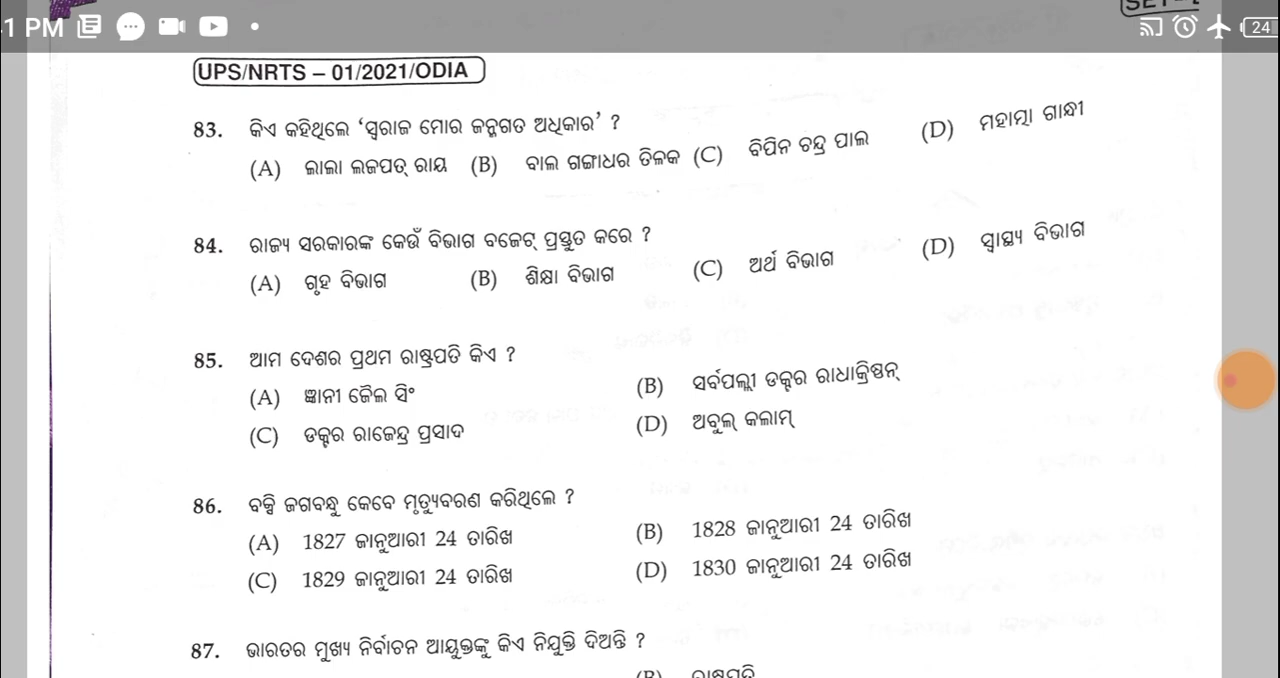 1 PM
24
UPS/NRTS – 01/2021/ODIA
83. କିଏ କହିଥିଲେ ‘ସ୍ୱରାଜ ମୋର ଜନ୍ମଗତ ଅଧିକାର’ ?
(A) ଲାଲା ଲଜପତ୍ ରାୟ (B) ବାଲ ଗଙ୍ଗାଧର ତିଳକ (C) ବିପିନ ଚନ୍ଦ୍ର ପାଲ (D) ମହାତ୍ମା ଗାନ୍ଧୀ
84. ରାଜ୍ୟ ସରକାରଙ୍କ କେଉଁ ବିଭାଗ ବଜେଟ୍ ପ୍ରସ୍ତୁତ କରେ ?
(A) ଗୃହ ବିଭାଗ (B) ଶିକ୍ଷା ବିଭାଗ (C) ଅର୍ଥ ବିଭାଗ (D) ସ୍ୱାସ୍ଥ୍ୟ ବିଭାଗ
85. ଆମ ଦେଶର ପ୍ରଥମ ରାଷ୍ଟ୍ରପତି କିଏ ?
(A) ଜ୍ଞାନୀ ଜୈଲ ସିଂ (B) ସର୍ବପଲ୍ଲୀ ଡକ୍ଟର ରାଧାକ୍ରିଷନ୍
(C) ଡକ୍ଟର ରାଜେନ୍ଦ୍ର ପ୍ରସାଦ (D) ଅବୁଲ୍ କଲାମ୍
86. ବକ୍ସି ଜଗବନ୍ଧୁ କେବେ ମୃତ୍ୟୁବରଣ କରିଥିଲେ ?
(A) 1827 ଜାନୁଆରୀ 24 ତାରିଖ (B) 1828 ଜାନୁଆରୀ 24 ତାରିଖ
(C) 1829 ଜାନୁଆରୀ 24 ତାରିଖ (D) 1830 ଜାନୁଆରୀ 24 ତାରିଖ
87. ଭାରତର ମୁଖ୍ୟ ନିର୍ବାଚନ ଆୟୁକ୍ତଙ୍କୁ କିଏ ନିଯୁକ୍ତି ଦିଅନ୍ତି ?
(B) ରାଷ୍ଟ୍ରପତି